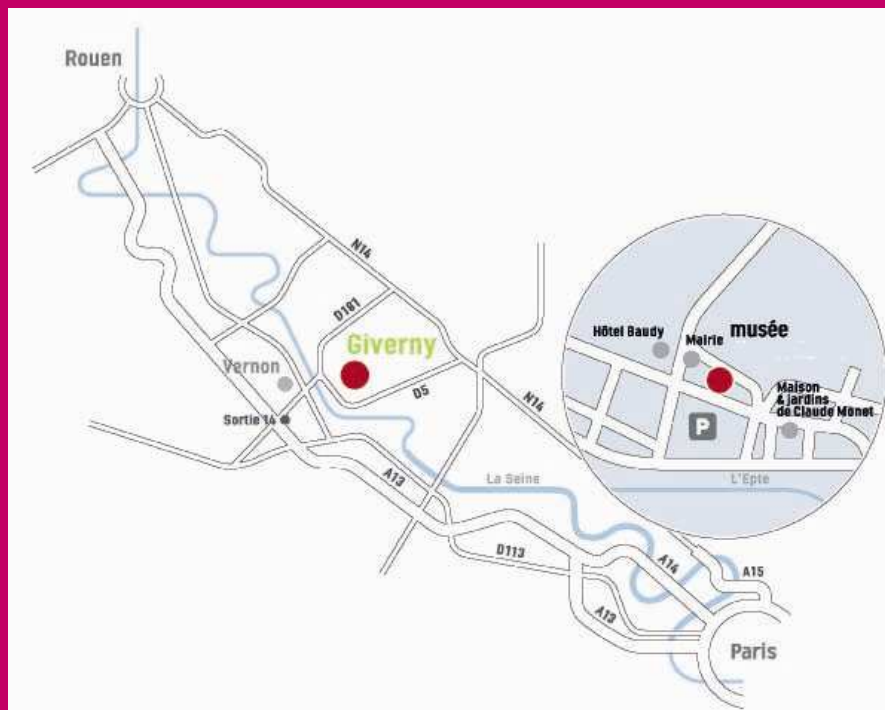 Rouen
N14
D181
Giverny
Vernon
D5
Sortie 14
N14
A13
La Seine
D113
A14
A15
A13
Paris
Hôtel Baudy
Mairie
musée
Maison
& jardins
de Claude Monet
P
L'Epte